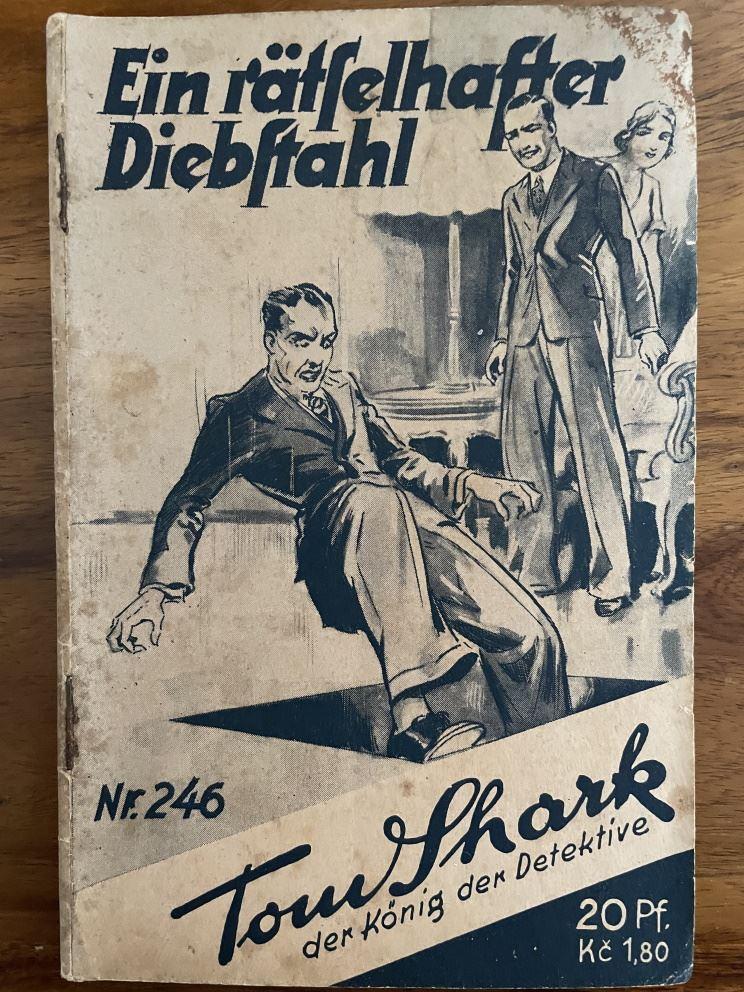 Ein rätſelhafter
Diebſtahl
Nr. 246
Tom Shark
der König der Detektive
20 Pf.
Kč 1,80